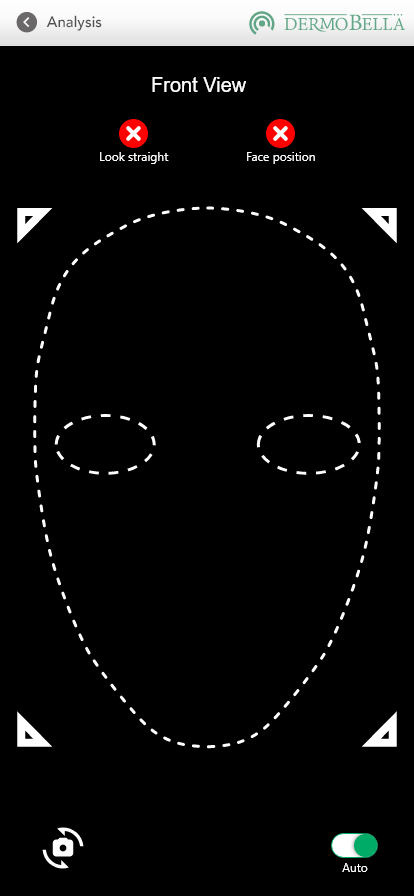 Analysis
DERMOBELLA
Front View
Look straight
Face position
Auto